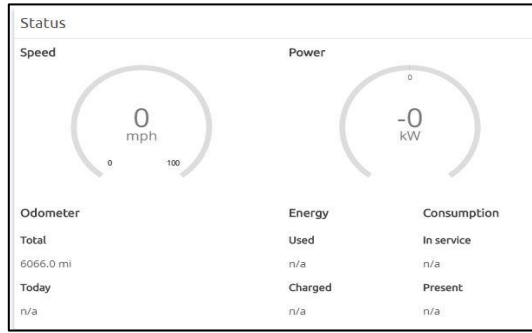 Status
Speed Power
0
0
mph
-0
kW
0 100
Odometer Energy Consumption
Total Used In service
6066.0 mi n/a n/a
Today Charged Present
n/a n/a n/a